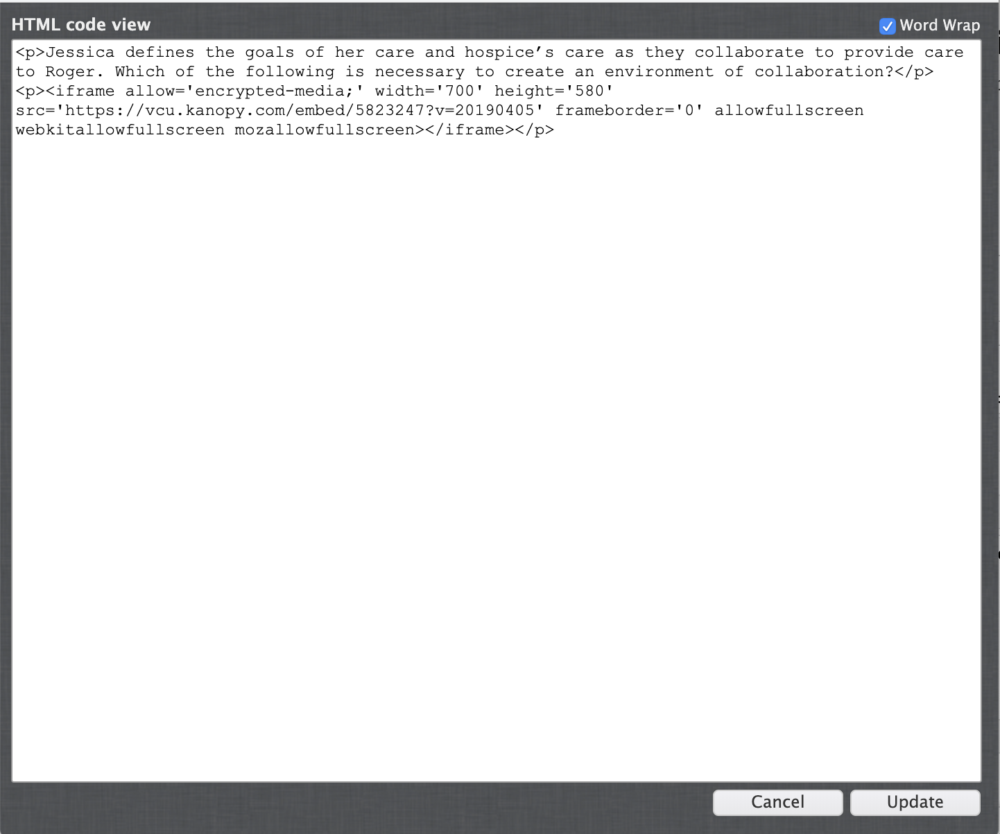 HTML code view
Word Wrap
<p>Jessica defines the goals of her care and hospice’s care as they collaborate to provide care
to Roger. Which of the following is necessary to create an environment of collaboration?</p>
<p><iframe allow='encrypted-media;' width='700' height='580'
src='https://vcu.kanopy.com/embed/5823247?v=20190405' frameborder='0' allowfullscreen
webkitallowfullscreen mozallowfullscreen></iframe></p>
Cancel
Update